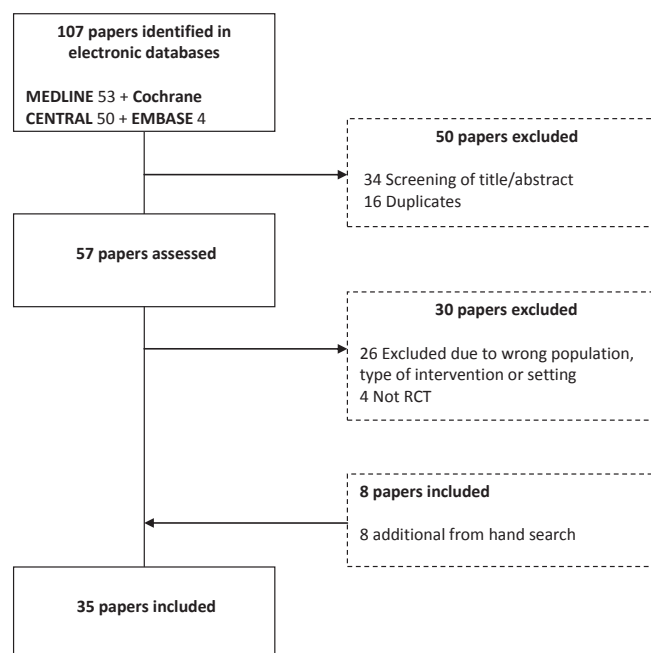 107 papers identified in
electronic databases
MEDLINE 53 + Cochrane
CENTRAL 50 + EMBASE 4
50 papers excluded
34 Screening of title/abstract
16 Duplicates
57 papers assessed
30 papers excluded
26 Excluded due to wrong population,
type of intervention or setting
4 Not RCT
8 papers included
8 additional from hand search
35 papers included